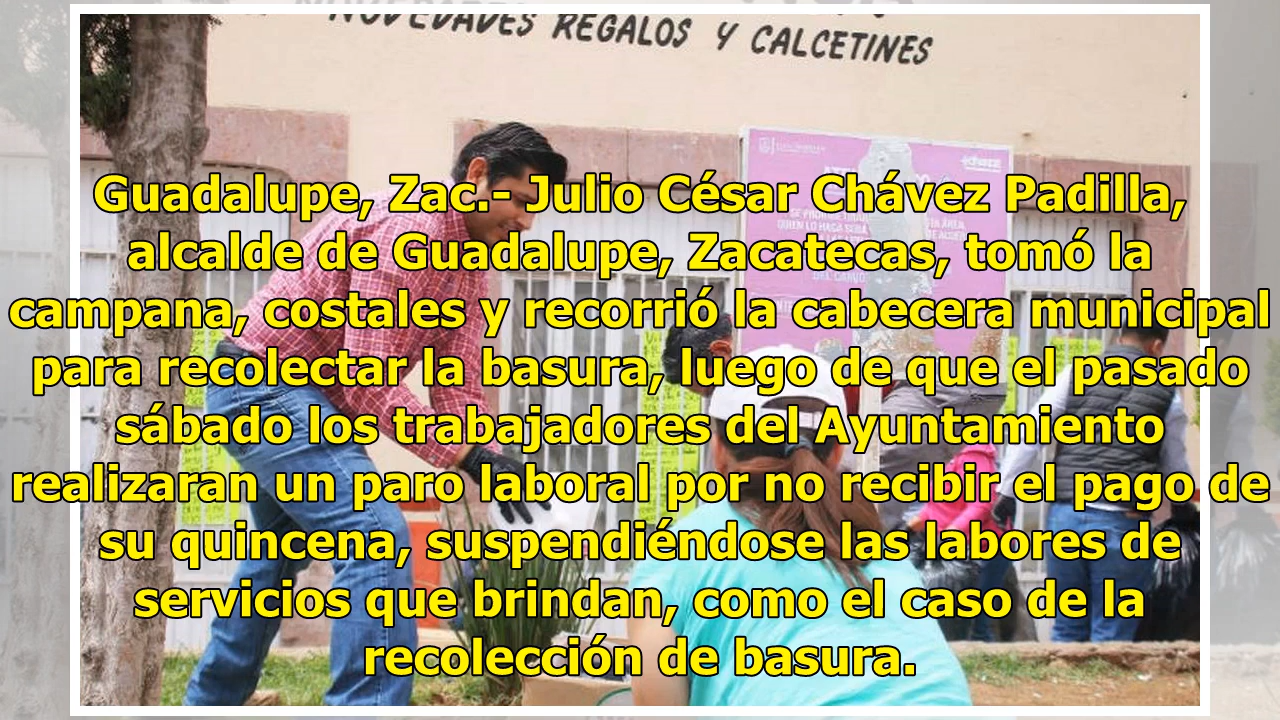 NOVEDADES REGALOS Y CALCETINES
Guadalupe, Zac.- Julio César Chávez Padilla,
alcalde de Guadalupe, Zacatecas, tomó la
campana, costales y recorrió la cabecera municipal
para recolectar la basura, luego de que el pasado
sábado los trabajadores del Ayuntamiento
realizaran un paro laboral por no recibir el pago de
su quincena, suspendiéndose las labores de
servicios que brindan, como el caso de la
recolección de basura.